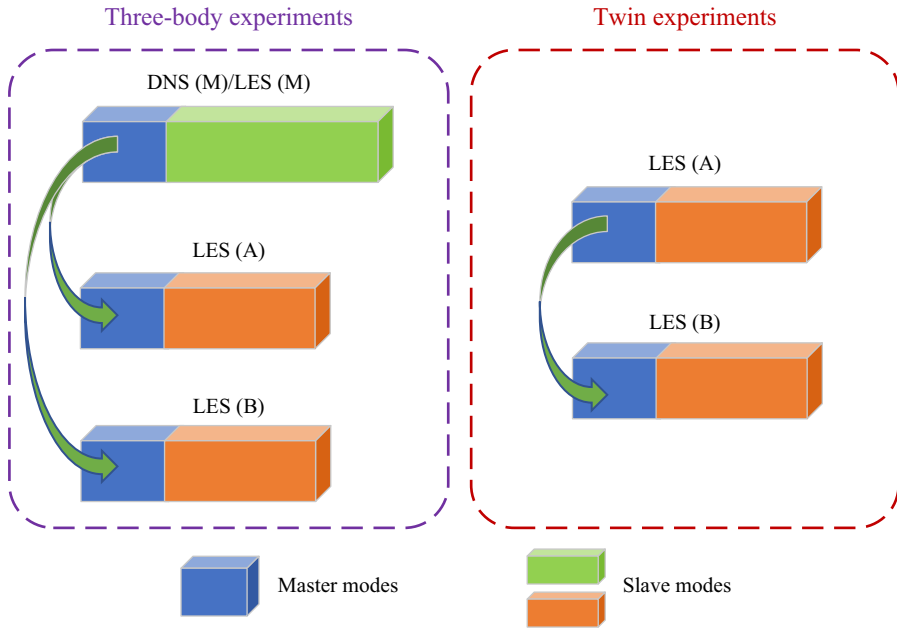 Three-body experiments
DNS (M)/LES (M)
LES (A)
LES (B)
Twin experiments
LES (A)
LES (B)
Master modes
Slave modes